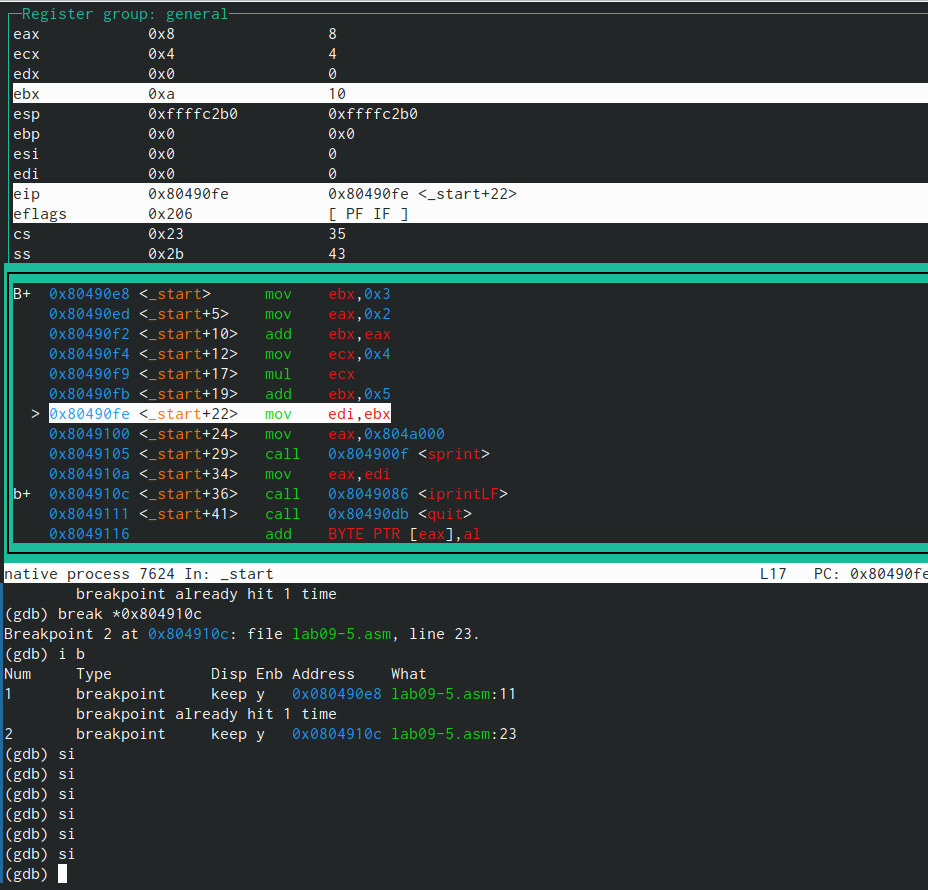 Register group: general
eax 0x8 8
ecx 0x4 4
edx 0x0 0
ebx 0xa 10
esp 0xffffc2b0 0xffffc2b0
ebp 0x0 0x0
esi 0x0 0
edi 0x0 0
eip 0x80490fe 0x80490fe <_start+22>
eflags 0x206 [ PF IF ]
cs 0x23 35
ss 0x2b 43
B+ 0x80490e8 <_start> mov ebx,0x3
0x80490ed <_start+5> mov eax,0x2
0x80490f2 <_start+10> add ebx,eax
0x80490f4 <_start+12> mov ecx,0x4
0x80490f9 <_start+17> mul ecx
0x80490fb <_start+19> add ebx,0x5
> 0x80490fe <_start+22> mov edi,ebx
0x8049100 <_start+24> mov eax,0x804a000
0x8049105 <_start+29> call 0x804900f <sprint>
0x804910a <_start+34> mov eax,edi
b+ 0x804910c <_start+36> call 0x8049086 <iprintLF>
0x8049111 <_start+41> call 0x80490db <quit>
0x8049116 add BYTE PTR [eax],al
native process 7624 In: _start L17 PC: 0x80490fe
breakpoint already hit 1 time
(gdb) break *0x804910c
Breakpoint 2 at 0x804910c: file lab09-5.asm, line 23.
(gdb) i b
Num Type Disp Enb Address What
1 breakpoint keep y 0x080490e8 lab09-5.asm:11
breakpoint already hit 1 time
2 breakpoint keep y 0x0804910c lab09-5.asm:23
(gdb) si
(gdb) si
(gdb) si
(gdb) si
(gdb) si
(gdb) si
(gdb)